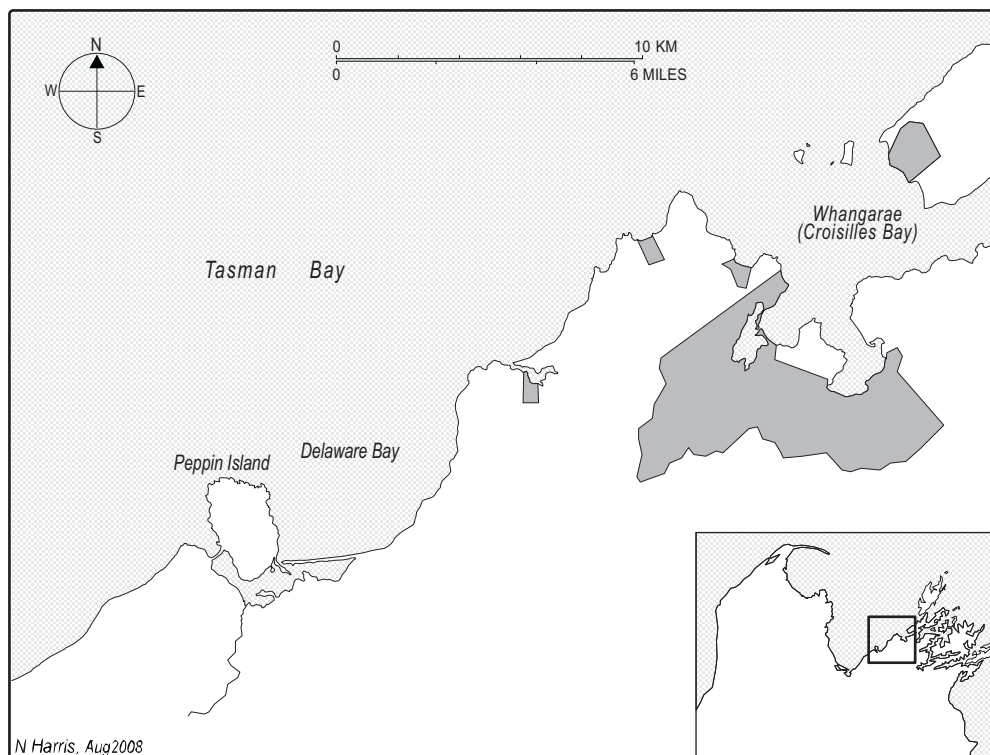 N
W E
S
0 10 KM
0 6 MILES
Whangarae
(Croisilles Bay)
Tasman Bay
Delaware Bay
Peppin Island
N Harris, Aug2008